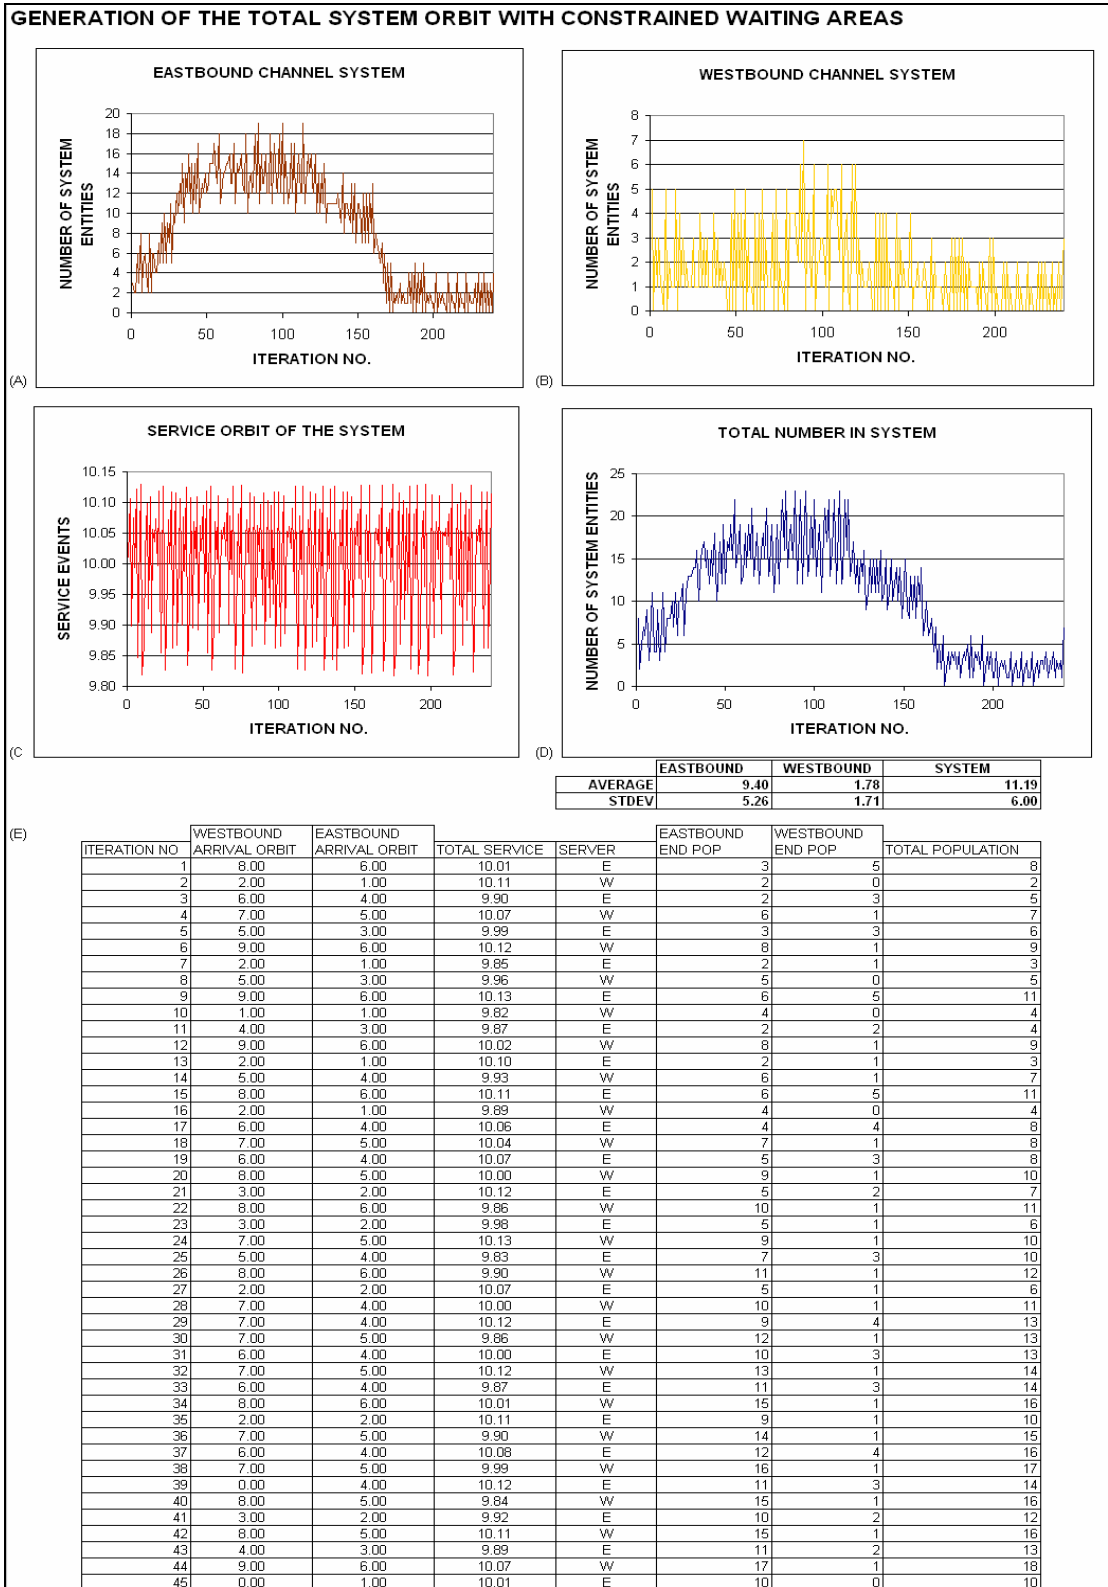 GENERATION OF THE TOTAL SYSTEM ORBIT WITH CONSTRAINED WAITING AREAS
EASTBOUND CHANNEL SYSTEM
NUMBER OF SYSTEM ENTITIES
20
18
16
14
12
10
8
6
4
2
0
0 50 100 150 200
ITERATION NO.
(A)
WESTBOUND CHANNEL SYSTEM
NUMBER OF SYSTEM ENTITIES
8
7
6
5
4
3
2
1
0
0 50 100 150 200
ITERATION NO.
(B)
SERVICE ORBIT OF THE SYSTEM
SERVICE EVENTS
10.15
10.10
10.05
10.00
9.95
9.90
9.85
9.80
0 50 100 150 200
ITERATION NO.
(C
TOTAL NUMBER IN SYSTEM
NUMBER OF SYSTEM ENTITIES
25
20
15
10
5
0
0 50 100 150 200
ITERATION NO.
(D)
EASTBOUND WESTBOUND SYSTEM
AVERAGE 9.40 1.78 11.19
STDEV 5.26 1.71 6.00
(E)
WESTBOUND EASTBOUND EASTBOUND WESTBOUND
ITERATION NO ARRIVAL ORBIT ARRIVAL ORBIT TOTAL SERVICE SERVER END POP END POP TOTAL POPULATION
1 8.00 6.00 10.01 E 3 5 8
2 2.00 1.00 10.11 W 2 0 2
3 6.00 4.00 9.90 E 2 3 5
4 7.00 5.00 10.07 W 6 1 7
5 5.00 3.00 9.99 E 3 3 6
6 9.00 6.00 10.12 W 8 1 9
7 2.00 1.00 9.85 E 2 1 3
8 5.00 3.00 9.96 W 5 0 5
9 9.00 6.00 10.13 E 6 5 11
10 1.00 1.00 9.82 W 4 0 4
11 4.00 3.00 9.87 E 2 2 4
12 9.00 6.00 10.02 W 8 1 9
13 2.00 1.00 10.10 E 2 1 3
14 5.00 4.00 9.93 W 6 1 7
15 8.00 6.00 10.11 E 6 5 11
16 2.00 1.00 9.89 W 4 0 4
17 6.00 4.00 10.06 E 4 4 8
18 7.00 5.00 10.04 W 7 1 8
19 6.00 4.00 10.07 E 5 3 8
20 8.00 5.00 10.00 W 9 1 10
21 3.00 2.00 10.12 E 5 2 7
22 8.00 6.00 9.86 W 10 1 11
23 3.00 2.00 9.98 E 5 1 6
24 7.00 5.00 10.13 W 9 1 10
25 5.00 4.00 9.83 E 7 3 10
26 8.00 6.00 9.90 W 11 1 12
27 2.00 2.00 10.07 E 5 1 6
28 7.00 4.00 10.00 W 10 1 11
29 7.00 4.00 10.12 E 9 4 13
30 7.00 5.00 9.86 W 12 1 13
31 6.00 4.00 10.00 E 10 3 13
32 7.00 5.00 10.12 W 13 1 14
33 6.00 4.00 9.87 E 11 3 14
34 8.00 6.00 10.01 W 15 1 16
35 2.00 2.00 10.11 E 9 1 10
36 7.00 5.00 9.90 W 14 1 15
37 6.00 4.00 10.08 E 12 4 16
38 7.00 5.00 9.99 W 16 1 17
39 0.00 4.00 10.12 E 11 3 14
40 8.00 5.00 9.84 W 15 1 16
41 3.00 2.00 9.92 E 10 2 12
42 8.00 5.00 10.11 W 15 1 16
43 4.00 3.00 9.89 E 11 2 13
44 9.00 6.00 10.07 W 17 1 18
45 0.00 1.00 10.01 E 10 0 10